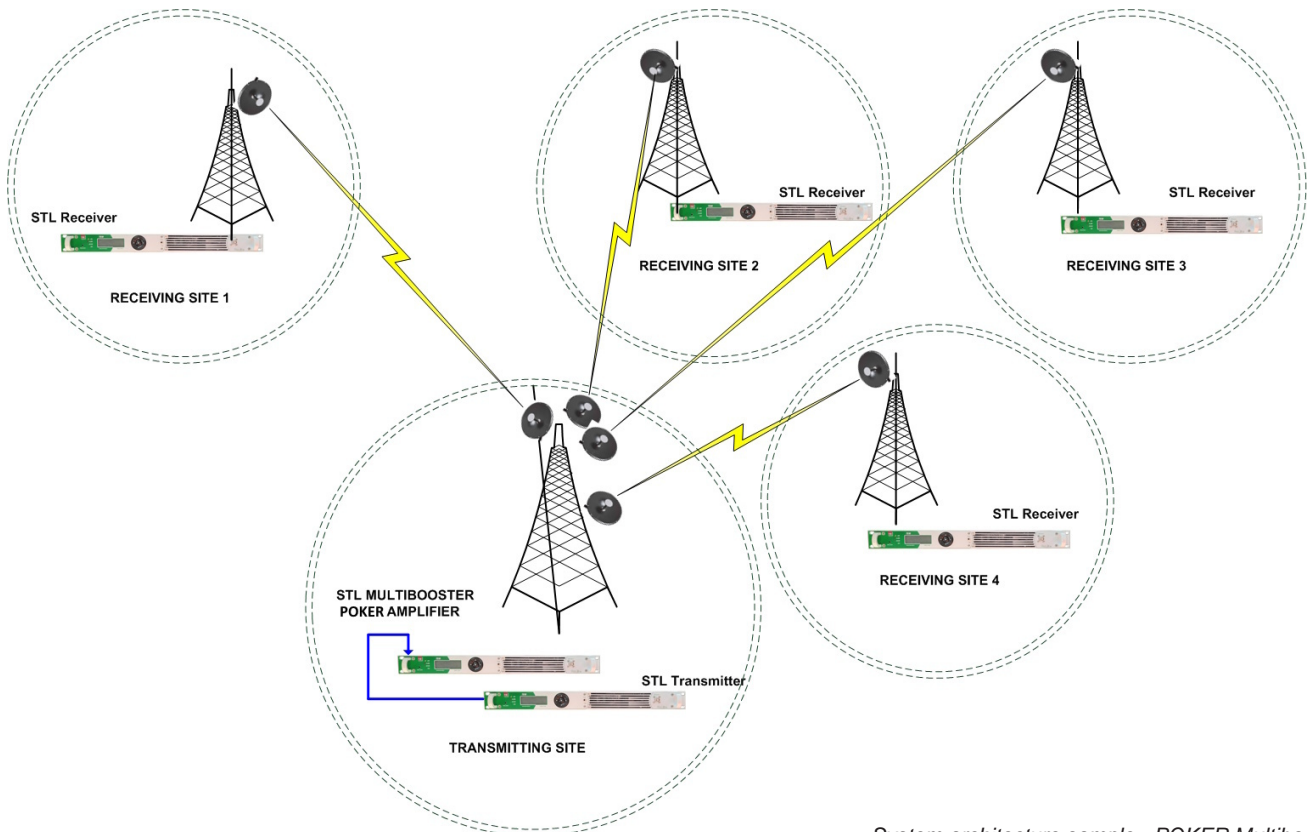 STL Receiver
RECEIVING SITE 1
STL Receiver
RECEIVING SITE 2
STL Receiver
RECEIVING SITE 3
STL Receiver
RECEIVING SITE 4
STL MULTIBOOSTER
POKER AMPLIFIER
STL Transmitter
TRANSMITTING SITE
System architecture sample - POKER